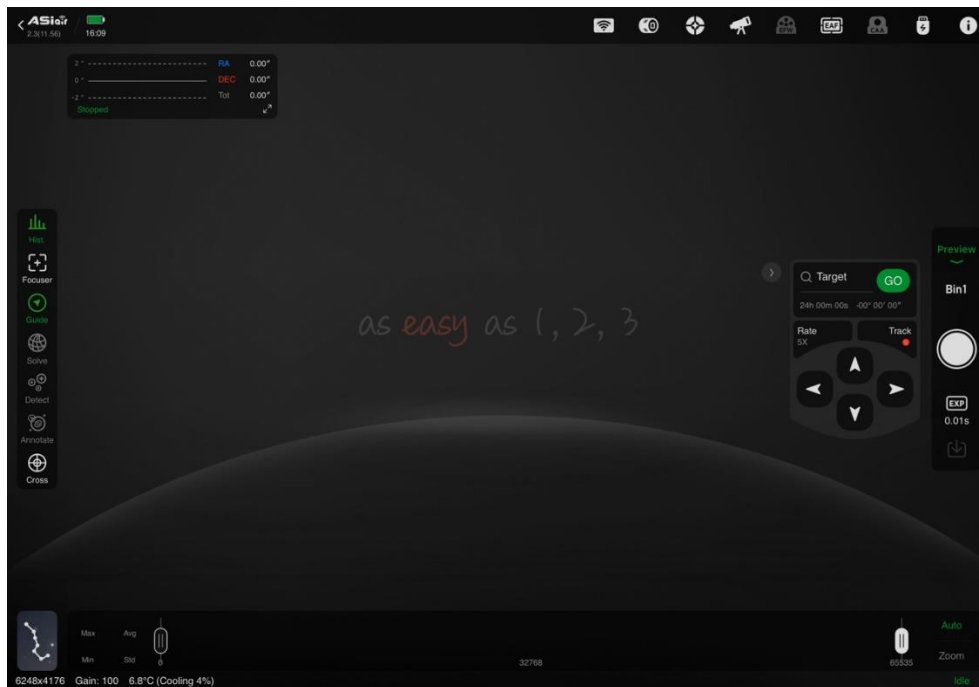 ASIair
2.3(11.56)
16:09
EFW
EAF
CAA
2 "
0 "
-2 "
RA 0.00"
DEC 0.00"
Tot 0.00"
Stopped
Hist.
Focuser
Guide
Solve
Detect
Annotate
Cross
as easy as 1, 2, 3
Target
GO
24h 00m 00s -00° 00' 00"
Rate
5X
Track
Preview
Bin1
EXP
0.01s
Max Avg
Min Std
0
32768
65535
Auto
Zoom
6248x4176 Gain: 100 6.8°C (Cooling 4%)
Idle